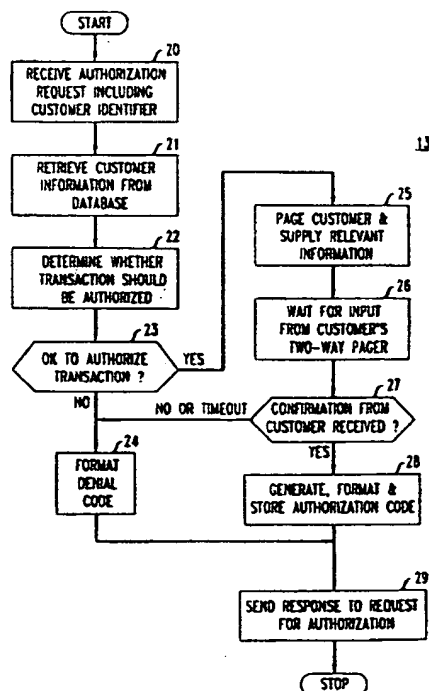 START
20
RECEIVE AUTHORIZATION
REQUEST INCLUDING
CUSTOMER IDENTIFIER
21
RETRIEVE CUSTOMER
INFORMATION FROM
DATABASE
22
DETERMINE WHETHER
TRANSACTION SHOULD
BE AUTHORIZED
23
OK TO AUTHORIZE
TRANSACTION ?
YES
NO
24
FORMAT
DENIAL
CODE
13
25
PAGE CUSTOMER &
SUPPLY RELEVANT
INFORMATION
26
WAIT FOR INPUT
FROM CUSTOMER'S
TWO-WAY PAGER
27
CONFIRMATION FROM
CUSTOMER RECEIVED ?
NO OR TIMEOUT
YES
28
GENERATE, FORMAT &
STORE AUTHORIZATION CODE
29
SEND RESPONSE TO REQUEST
FOR AUTHORIZATION
STOP